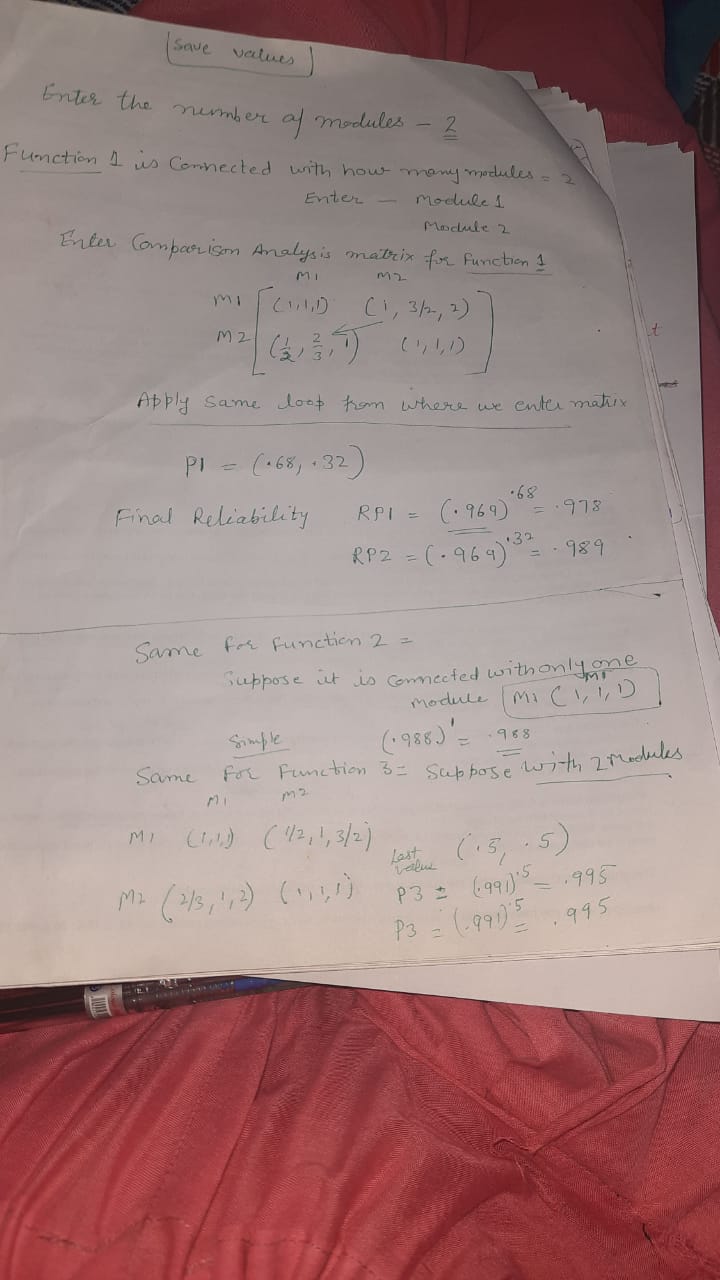 Save values
Enter the number of modules - 2
Function 1 is Connected with how many modules = 2
Enter - Module 1
Module 2
Enter Comparison Analysis matrix for Function 1
M1 M2
M1 (1,1,1) (1, 3/2, 2)
M2 (1/2, 2/3, 1) (1,1,1)
Apply same loop from where we enter matrix
P1 = (.68, .32)
Final Reliability RP1 = (.969)^.68 = .978
RP2 = (.969)^.32 = .989
Same for function 2 =
Suppose it is connected with only one
module M1 (1,1,1)
M1
Simple (.988)^1 = .988
Same For Function 3 = Suppose with 2 Modules
M1 M2
M1 (1,1,1) (1/2, 1, 3/2)
Last value (.5, .5)
M2 (2/3, 1, 2) (1,1,1) P3 = (.991)^.5 = .995
P3 = (.991)^.5 = .995
t